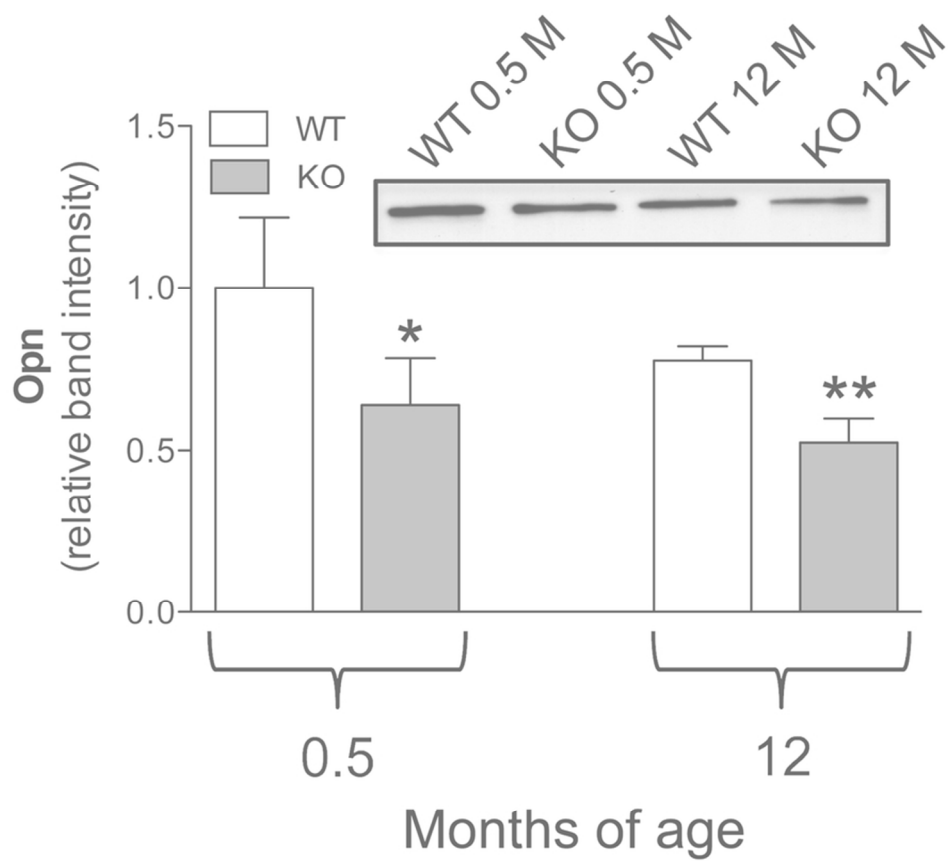 WT 0.5 M
KO 0.5 M
WT 12 M
KO 12 M
WT
KO
1.5
1.0
0.5
0.0
Opn
(relative band intensity)
*
**
0.5
12
Months of age